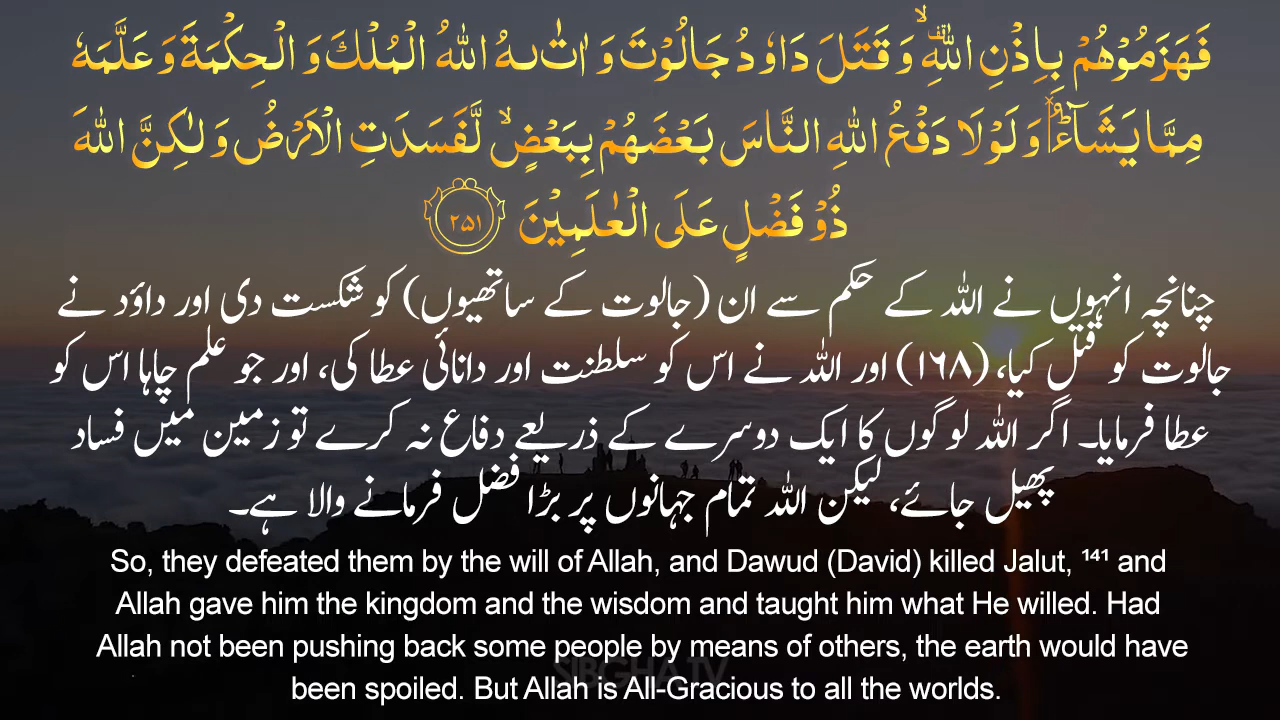 فَهَزَمُوْهُمْ بِاِذْنِ اللّٰهِ ۙ۫ وَ قَتَلَ دَاوٗدُ جَالُوْتَ وَ اٰتٰىهُ اللّٰهُ الْمُلْكَ وَ الْحِكْمَةَ وَ عَلَّمَهٗ
مِمَّا یَشَآءُ ؕ وَ لَوْ لَا دَفْعُ اللّٰهِ النَّاسَ بَعْضَهُمْ بِبَعْضٍ ۙ لَّفَسَدَتِ الْاَرْضُ وَ لٰكِنَّ اللّٰهَ
ذُوْ فَضْلٍ عَلَى الْعٰلَمِیْنَ ۲۵۱
چنانچہ انہوں نے اللہ کے حکم سے ان (جالوت کے ساتھیوں) کو شکست دی اور داؤد نے
جالوت کو قتل کیا، (١٦٨) اور اللہ نے اس کو سلطنت اور دانائی عطا کی، اور جو علم چاہا اس کو
عطا فرمایا۔ اگر اللہ لوگوں کا ایک دوسرے کے ذریعے دفاع نہ کرے تو زمین میں فساد
پھیل جائے، لیکن اللہ تمام جہانوں پر بڑا فضل فرمانے والا ہے۔
So, they defeated them by the will of Allah, and Dawud (David) killed Jalut, ¹⁴¹ and
Allah gave him the kingdom and the wisdom and taught him what He willed. Had
Allah not been pushing back some people by means of others, the earth would have
been spoiled. But Allah is All-Gracious to all the worlds.
SIBGHA TV